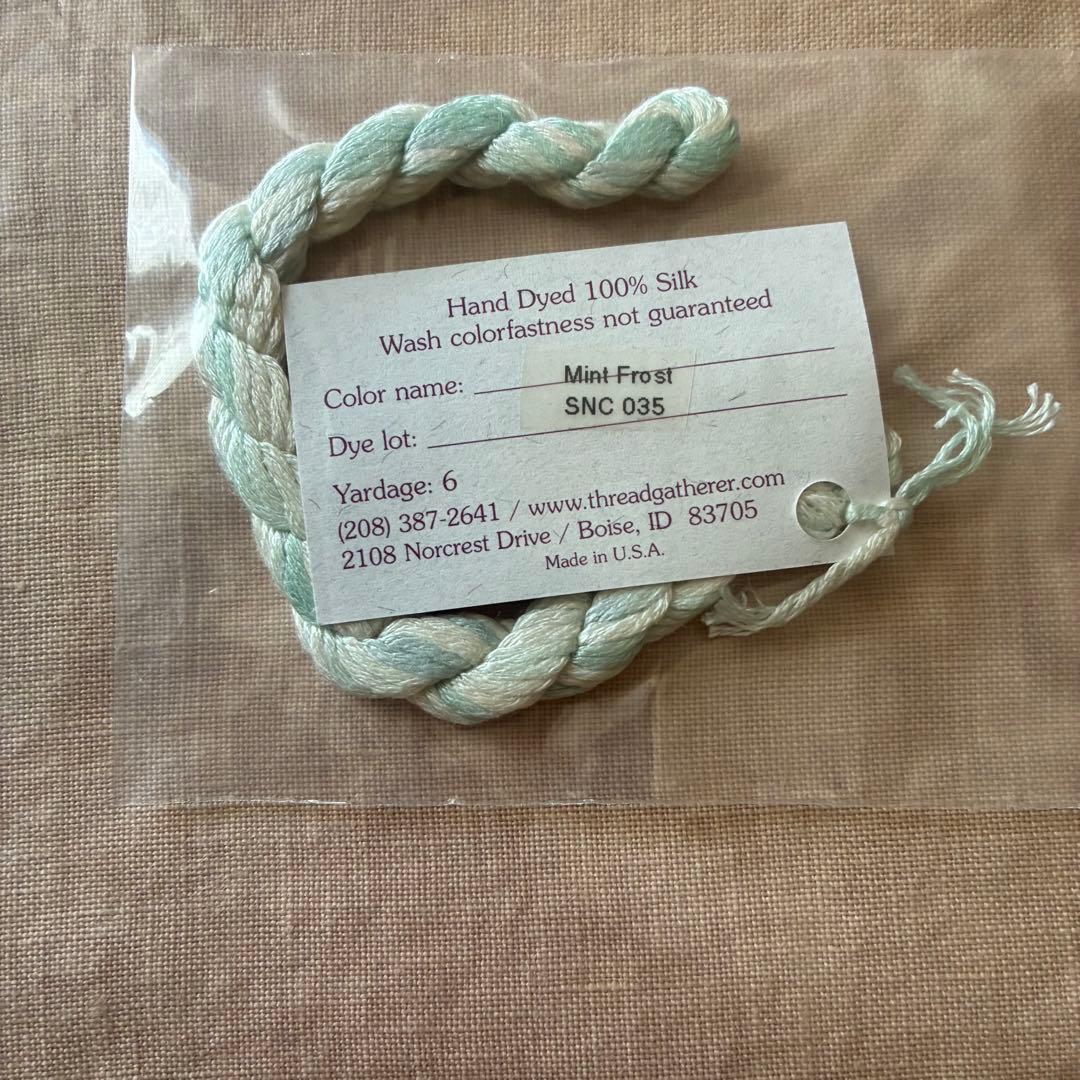 Hand Dyed 100% Silk
Wash colorfastness not guaranteed
Color name: Mint Frost
SNC 035
Dye lot:
Yardage: 6
(208) 387-2641 / www.threadgatherer.com
2108 Norcrest Drive / Boise, ID 83705
Made in U.S.A.